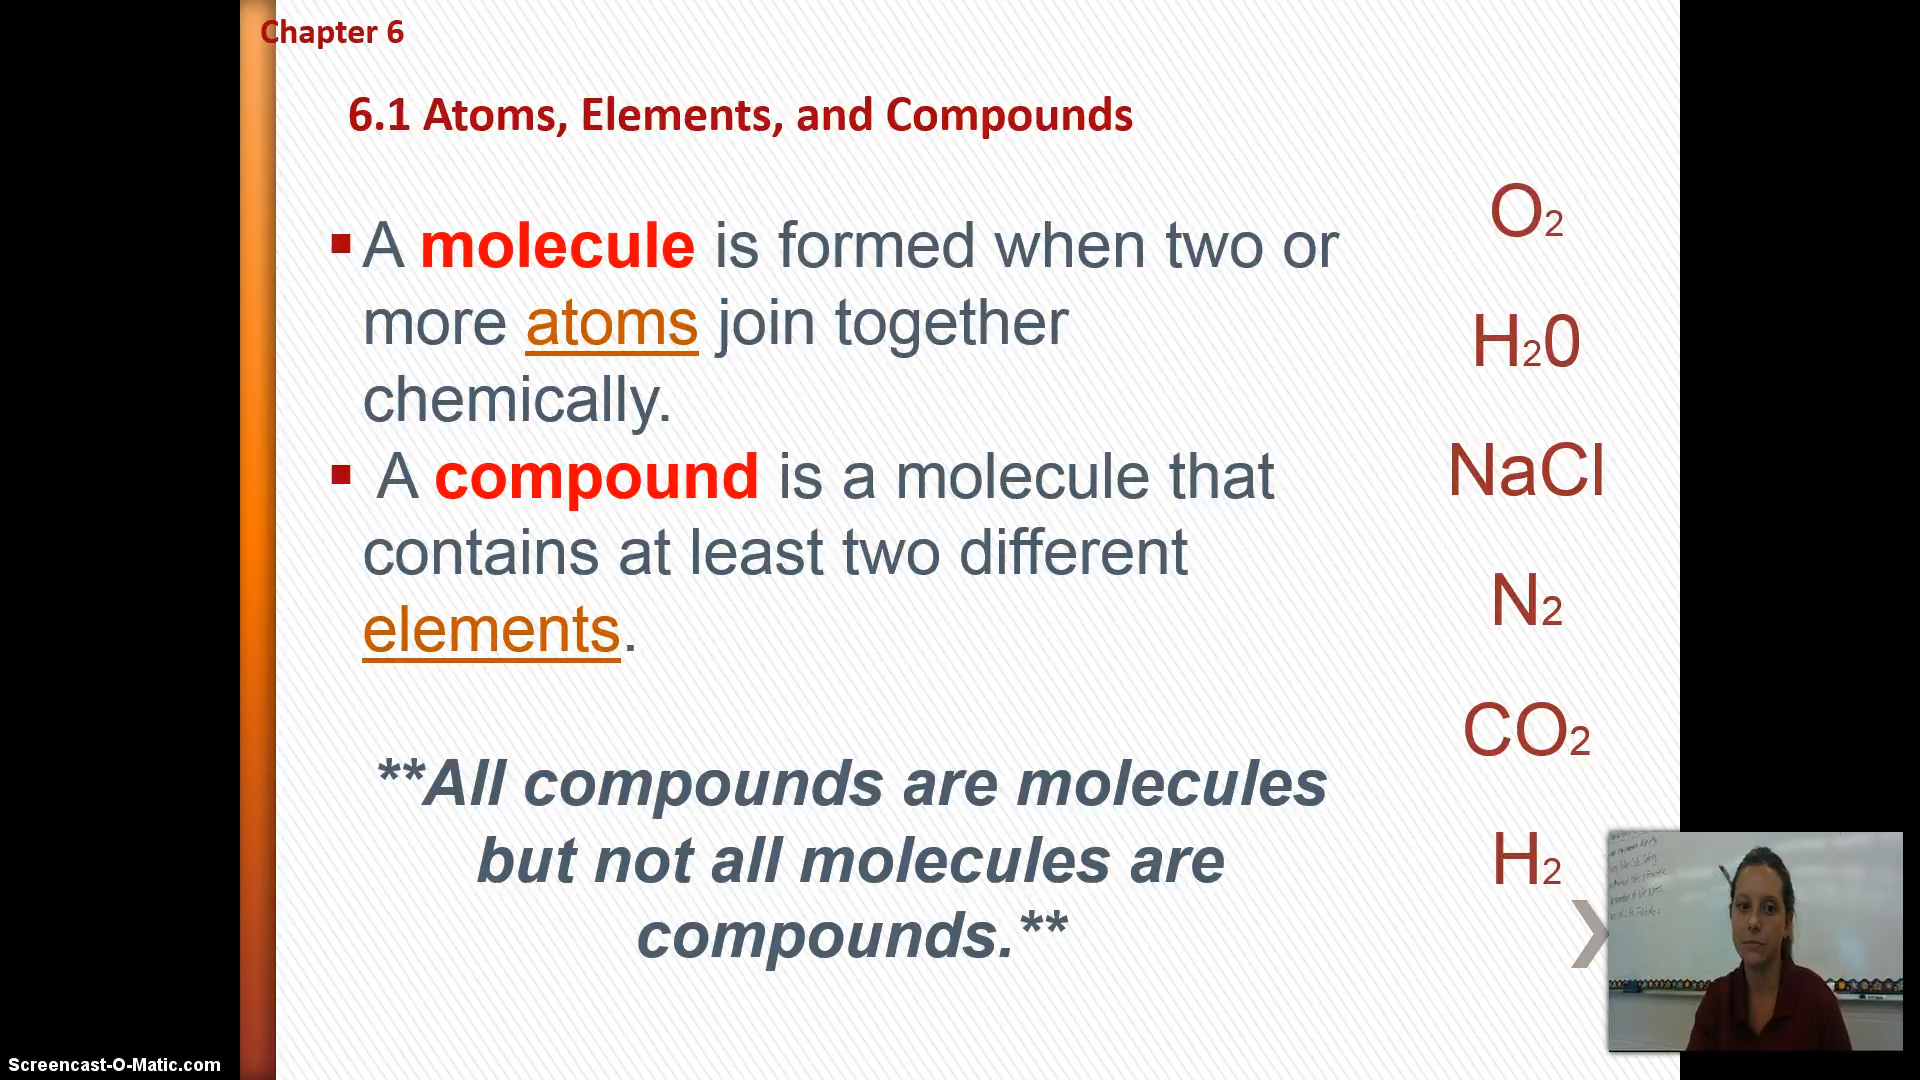 Chapter 6
6.1 Atoms, Elements, and Compounds
▪A molecule is formed when two or
more atoms join together
chemically.
▪ A compound is a molecule that
contains at least two different
elements.
**All compounds are molecules
but not all molecules are
compounds.**
O2
H20
NaCl
N2
CO2
H2
Screencast-O-Matic.com